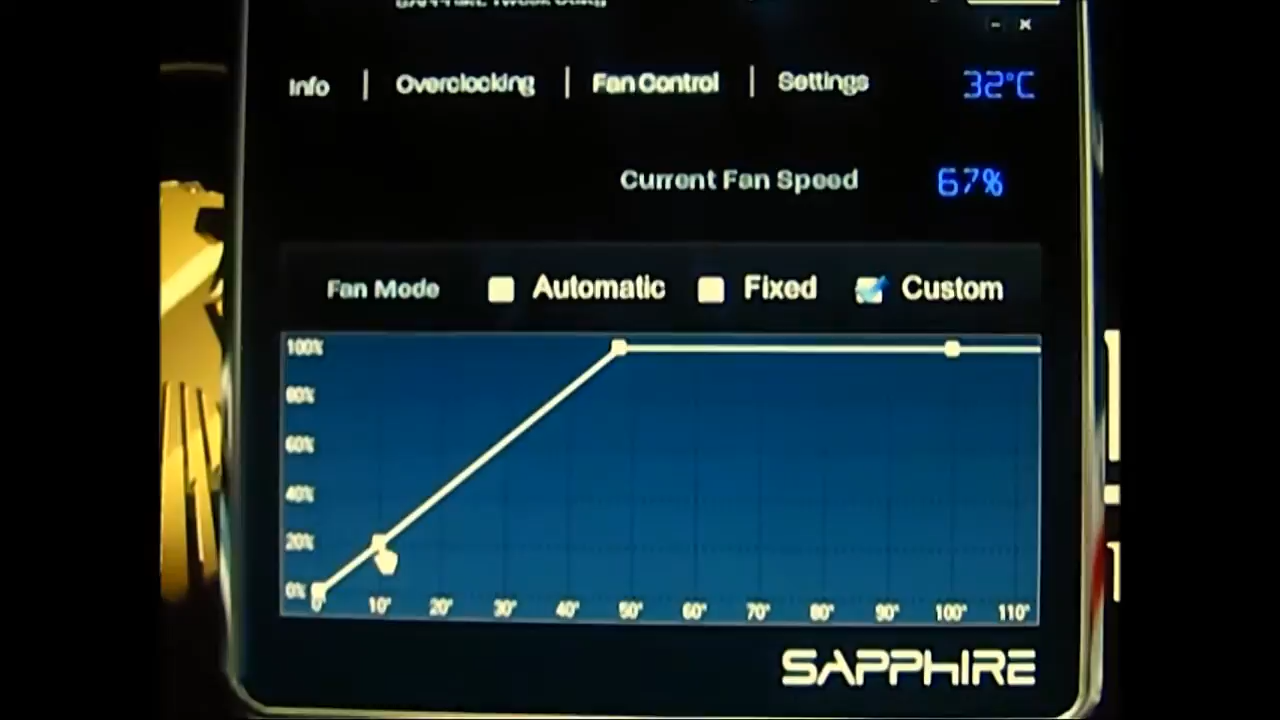 Info | Overclocking | Fan Control | Settings 32°C
Current Fan Speed 67%
Fan Mode Automatic Fixed Custom
100%
80%
60%
40%
20%
0%
0° 10° 20° 30° 40° 50° 60° 70° 80° 90° 100° 110°
SAPPHIRE